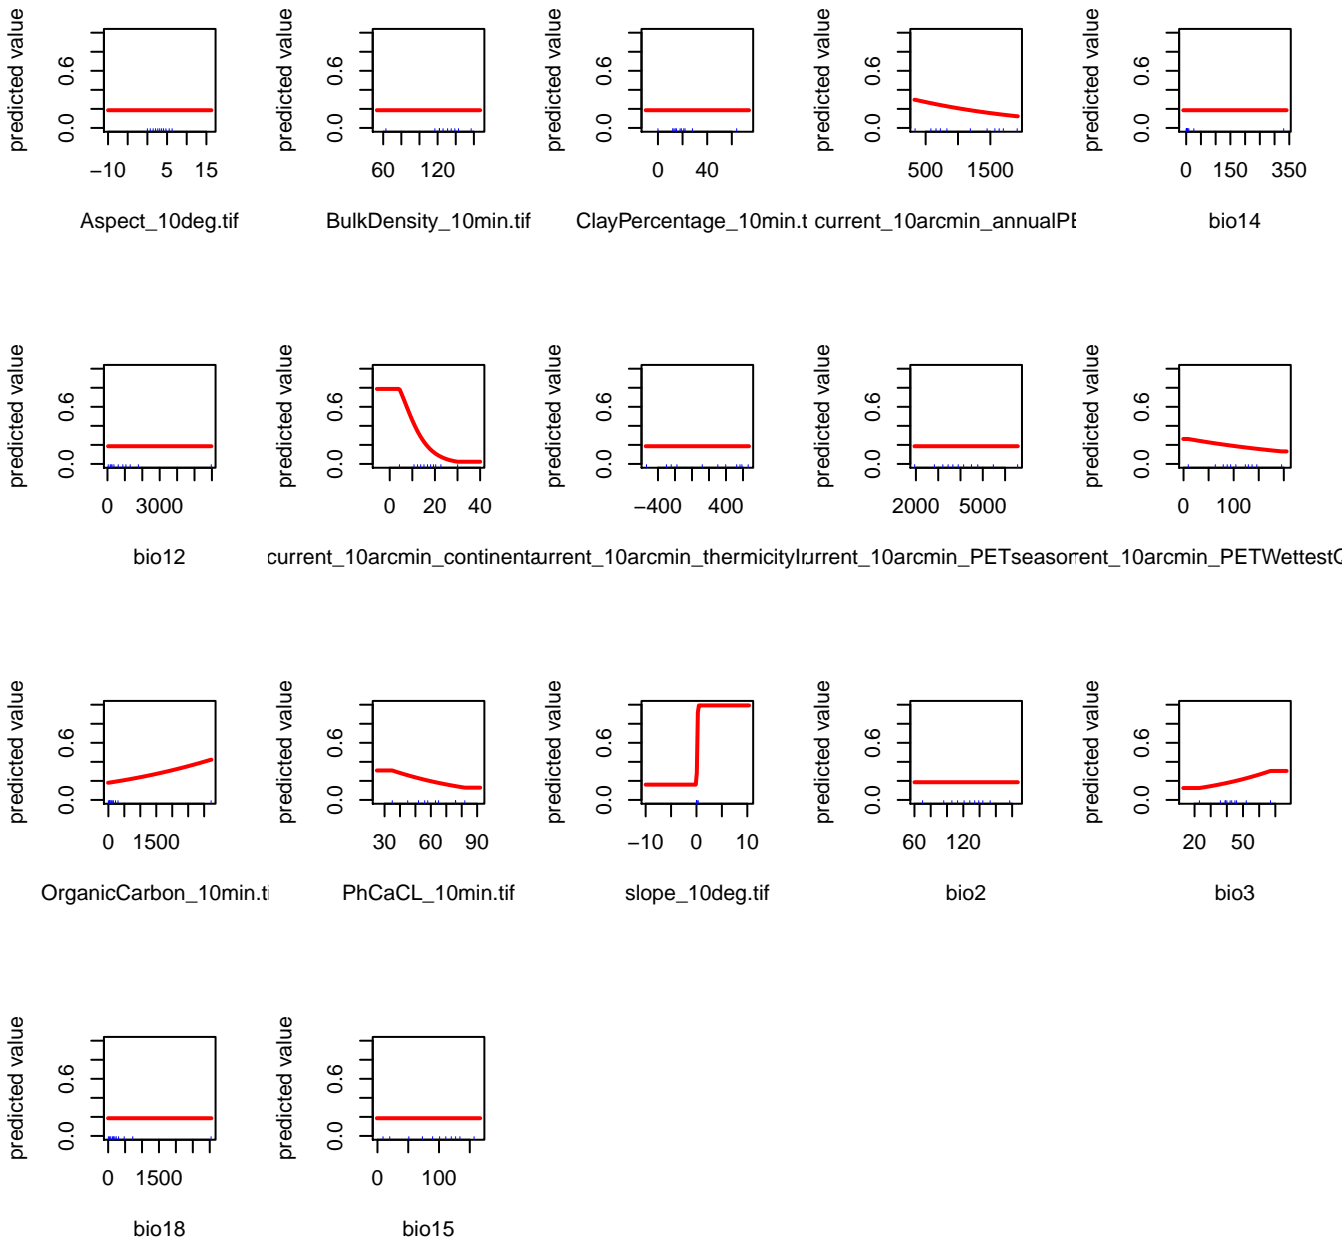 predicted value
0.0 0.6
−10 5 15
Aspect_10deg.tif
predicted value
0.0 0.6
60 120
BulkDensity_10min.tif
predicted value
0.0 0.6
0 40
ClayPercentage_10min.t
predicted value
0.0 0.6
500 1500
current_10arcmin_annualPE
predicted value
0.0 0.6
0 150 350
bio14
predicted value
0.0 0.6
0 3000
bio12
predicted value
0.0 0.6
0 20 40
current_10arcmin_continenta
predicted value
0.0 0.6
−400 400
urrent_10arcmin_thermicityI
predicted value
0.0 0.6
2000 5000
urrent_10arcmin_PETseason
predicted value
0.0 0.6
0 100
ent_10arcmin_PETWettestQ
predicted value
0.0 0.6
0 1500
OrganicCarbon_10min.ti
predicted value
0.0 0.6
30 60 90
PhCaCL_10min.tif
predicted value
0.0 0.6
−10 0 10
slope_10deg.tif
predicted value
0.0 0.6
60 120
bio2
predicted value
0.0 0.6
20 50
bio3
predicted value
0.0 0.6
0 1500
bio18
predicted value
0.0 0.6
0 100
bio15